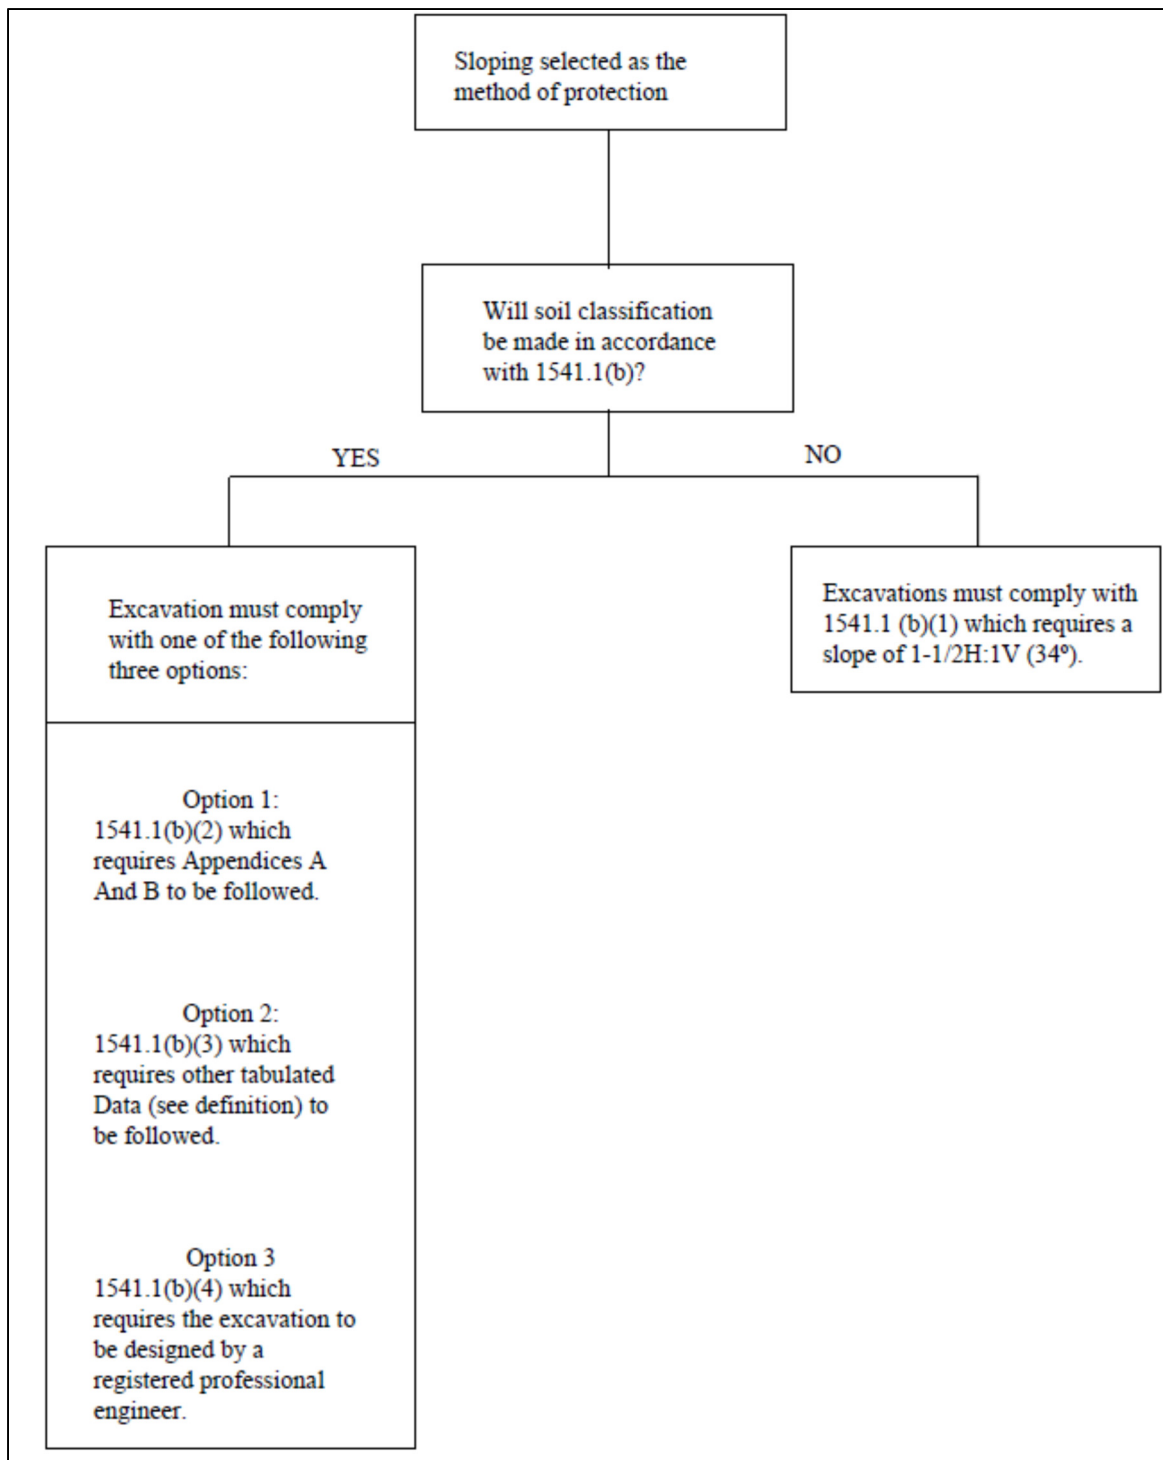 Sloping selected as the
method of protection
Will soil classification
be made in accordance
with 1541.1(b)?
YES
NO
Excavation must comply
with one of the following
three options:
Excavations must comply with
1541.1 (b)(1) which requires a
slope of 1-1/2H:1V (34º).
Option 1:
1541.1(b)(2) which
requires Appendices A
And B to be followed.
Option 2:
1541.1(b)(3) which
requires other tabulated
Data (see definition) to
be followed.
Option 3
1541.1(b)(4) which
requires the excavation to
be designed by a
registered professional
engineer.